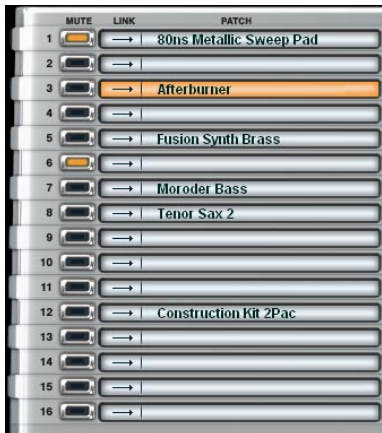 MUTE LINK PATCH
1 80ns Metallic Sweep Pad
2
3 Afterburner
4
5 Fusion Synth Brass
6
7 Moroder Bass
8 Tenor Sax 2
9
10
11
12 Construction Kit 2Pac
13
14
15
16